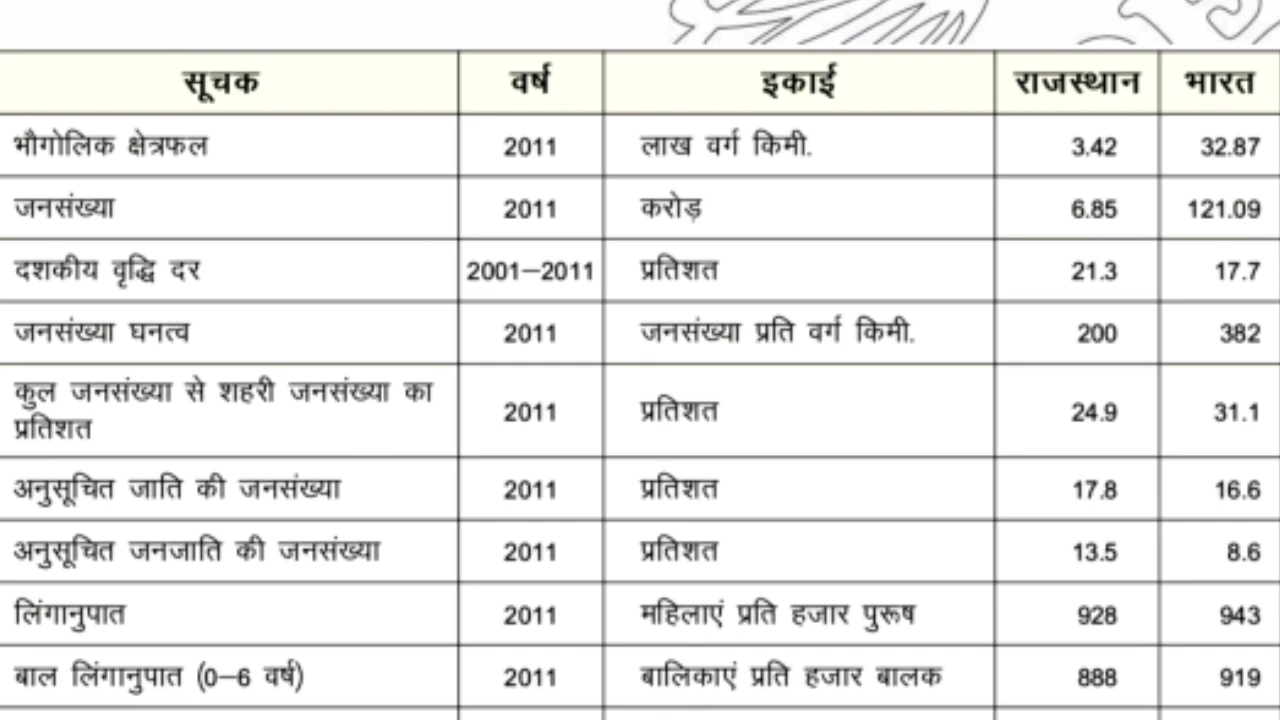 सूचक वर्ष इकाई राजस्थान भारत
भौगोलिक क्षेत्रफल 2011 लाख वर्ग किमी. 3.42 32.87
जनसंख्या 2011 करोड़ 6.85 121.09
दशकीय वृद्धि दर 2001–2011 प्रतिशत 21.3 17.7
जनसंख्या घनत्व 2011 जनसंख्या प्रति वर्ग किमी. 200 382
कुल जनसंख्या से शहरी जनसंख्या का
प्रतिशत 2011 प्रतिशत 24.9 31.1
अनुसूचित जाति की जनसंख्या 2011 प्रतिशत 17.8 16.6
अनुसूचित जनजाति की जनसंख्या 2011 प्रतिशत 13.5 8.6
लिंगानुपात 2011 महिलाएं प्रति हजार पुरूष 928 943
बाल लिंगानुपात (0–6 वर्ष) 2011 बालिकाएं प्रति हजार बालक 888 919